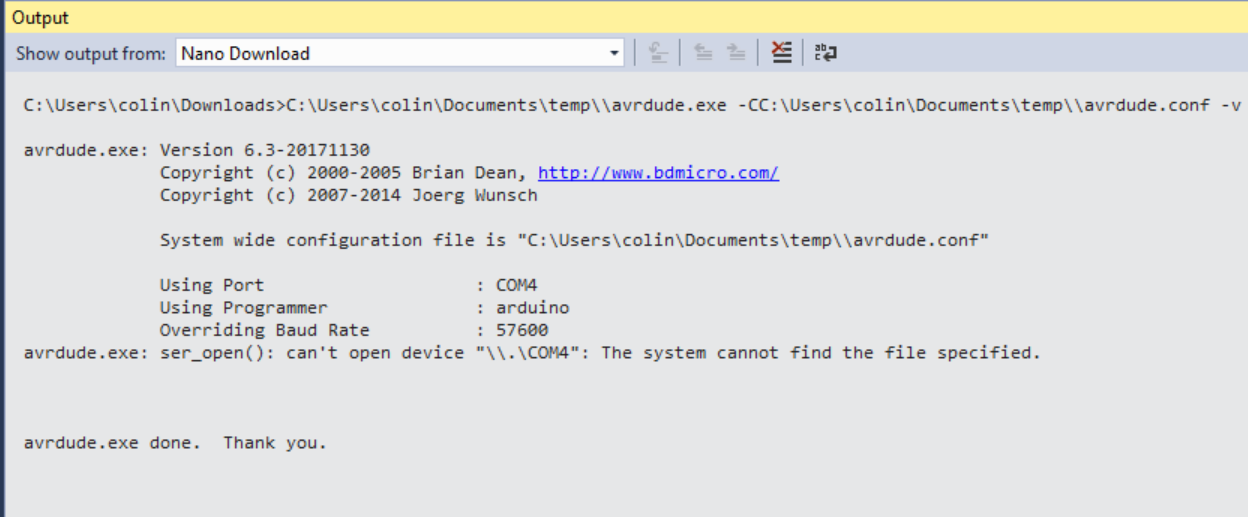 Output
Show output from: Nano Download
C:\Users\colin\Downloads>C:\Users\colin\Documents\temp\\avrdude.exe -CC:\Users\colin\Documents\temp\\avrdude.conf -v
avrdude.exe: Version 6.3-20171130
Copyright (c) 2000-2005 Brian Dean, http://www.bdmicro.com/
Copyright (c) 2007-2014 Joerg Wunsch
System wide configuration file is "C:\Users\colin\Documents\temp\\avrdude.conf"
Using Port : COM4
Using Programmer : arduino
Overriding Baud Rate : 57600
avrdude.exe: ser_open(): can't open device "\\.\COM4": The system cannot find the file specified.
avrdude.exe done.  Thank you.